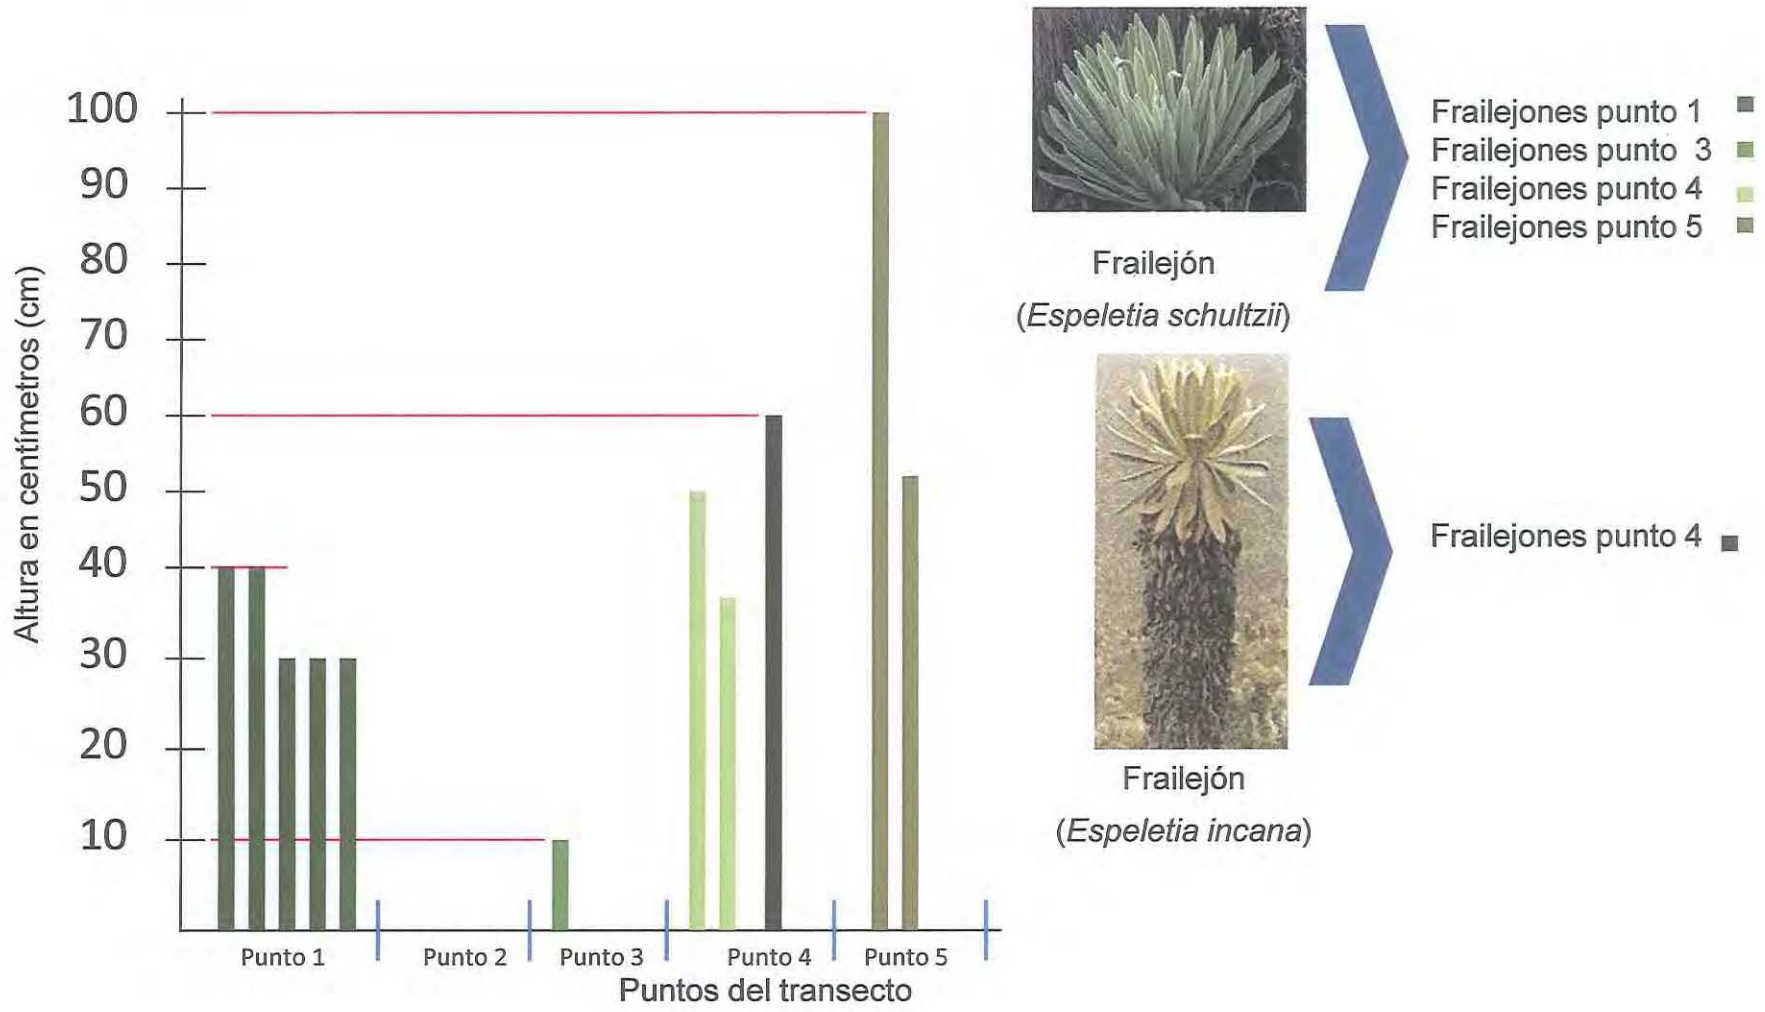 Altura en centímetros (cm)
100
90
80
70
60
50
40
30
20
10
Punto 1
Punto 2
Punto 3
Punto 4
Punto 5
Puntos del transecto
Frailejón
(Espeletia schultzii)
Frailejones punto 1
Frailejones punto 3
Frailejones punto 4
Frailejones punto 5
Frailejón
(Espeletia incana)
Frailejones punto 4